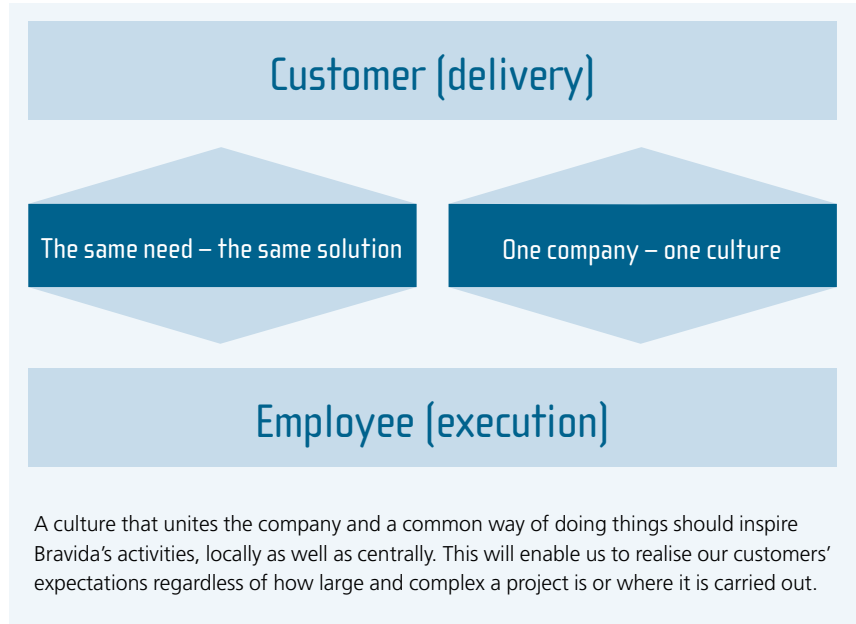 Customer (delivery)
The same need – the same solution
One company – one culture
Employee (execution)
A culture that unites the company and a common way of doing things should inspire
Bravida’s activities, locally as well as centrally. This will enable us to realise our customers’
expectations regardless of how large and complex a project is or where it is carried out.